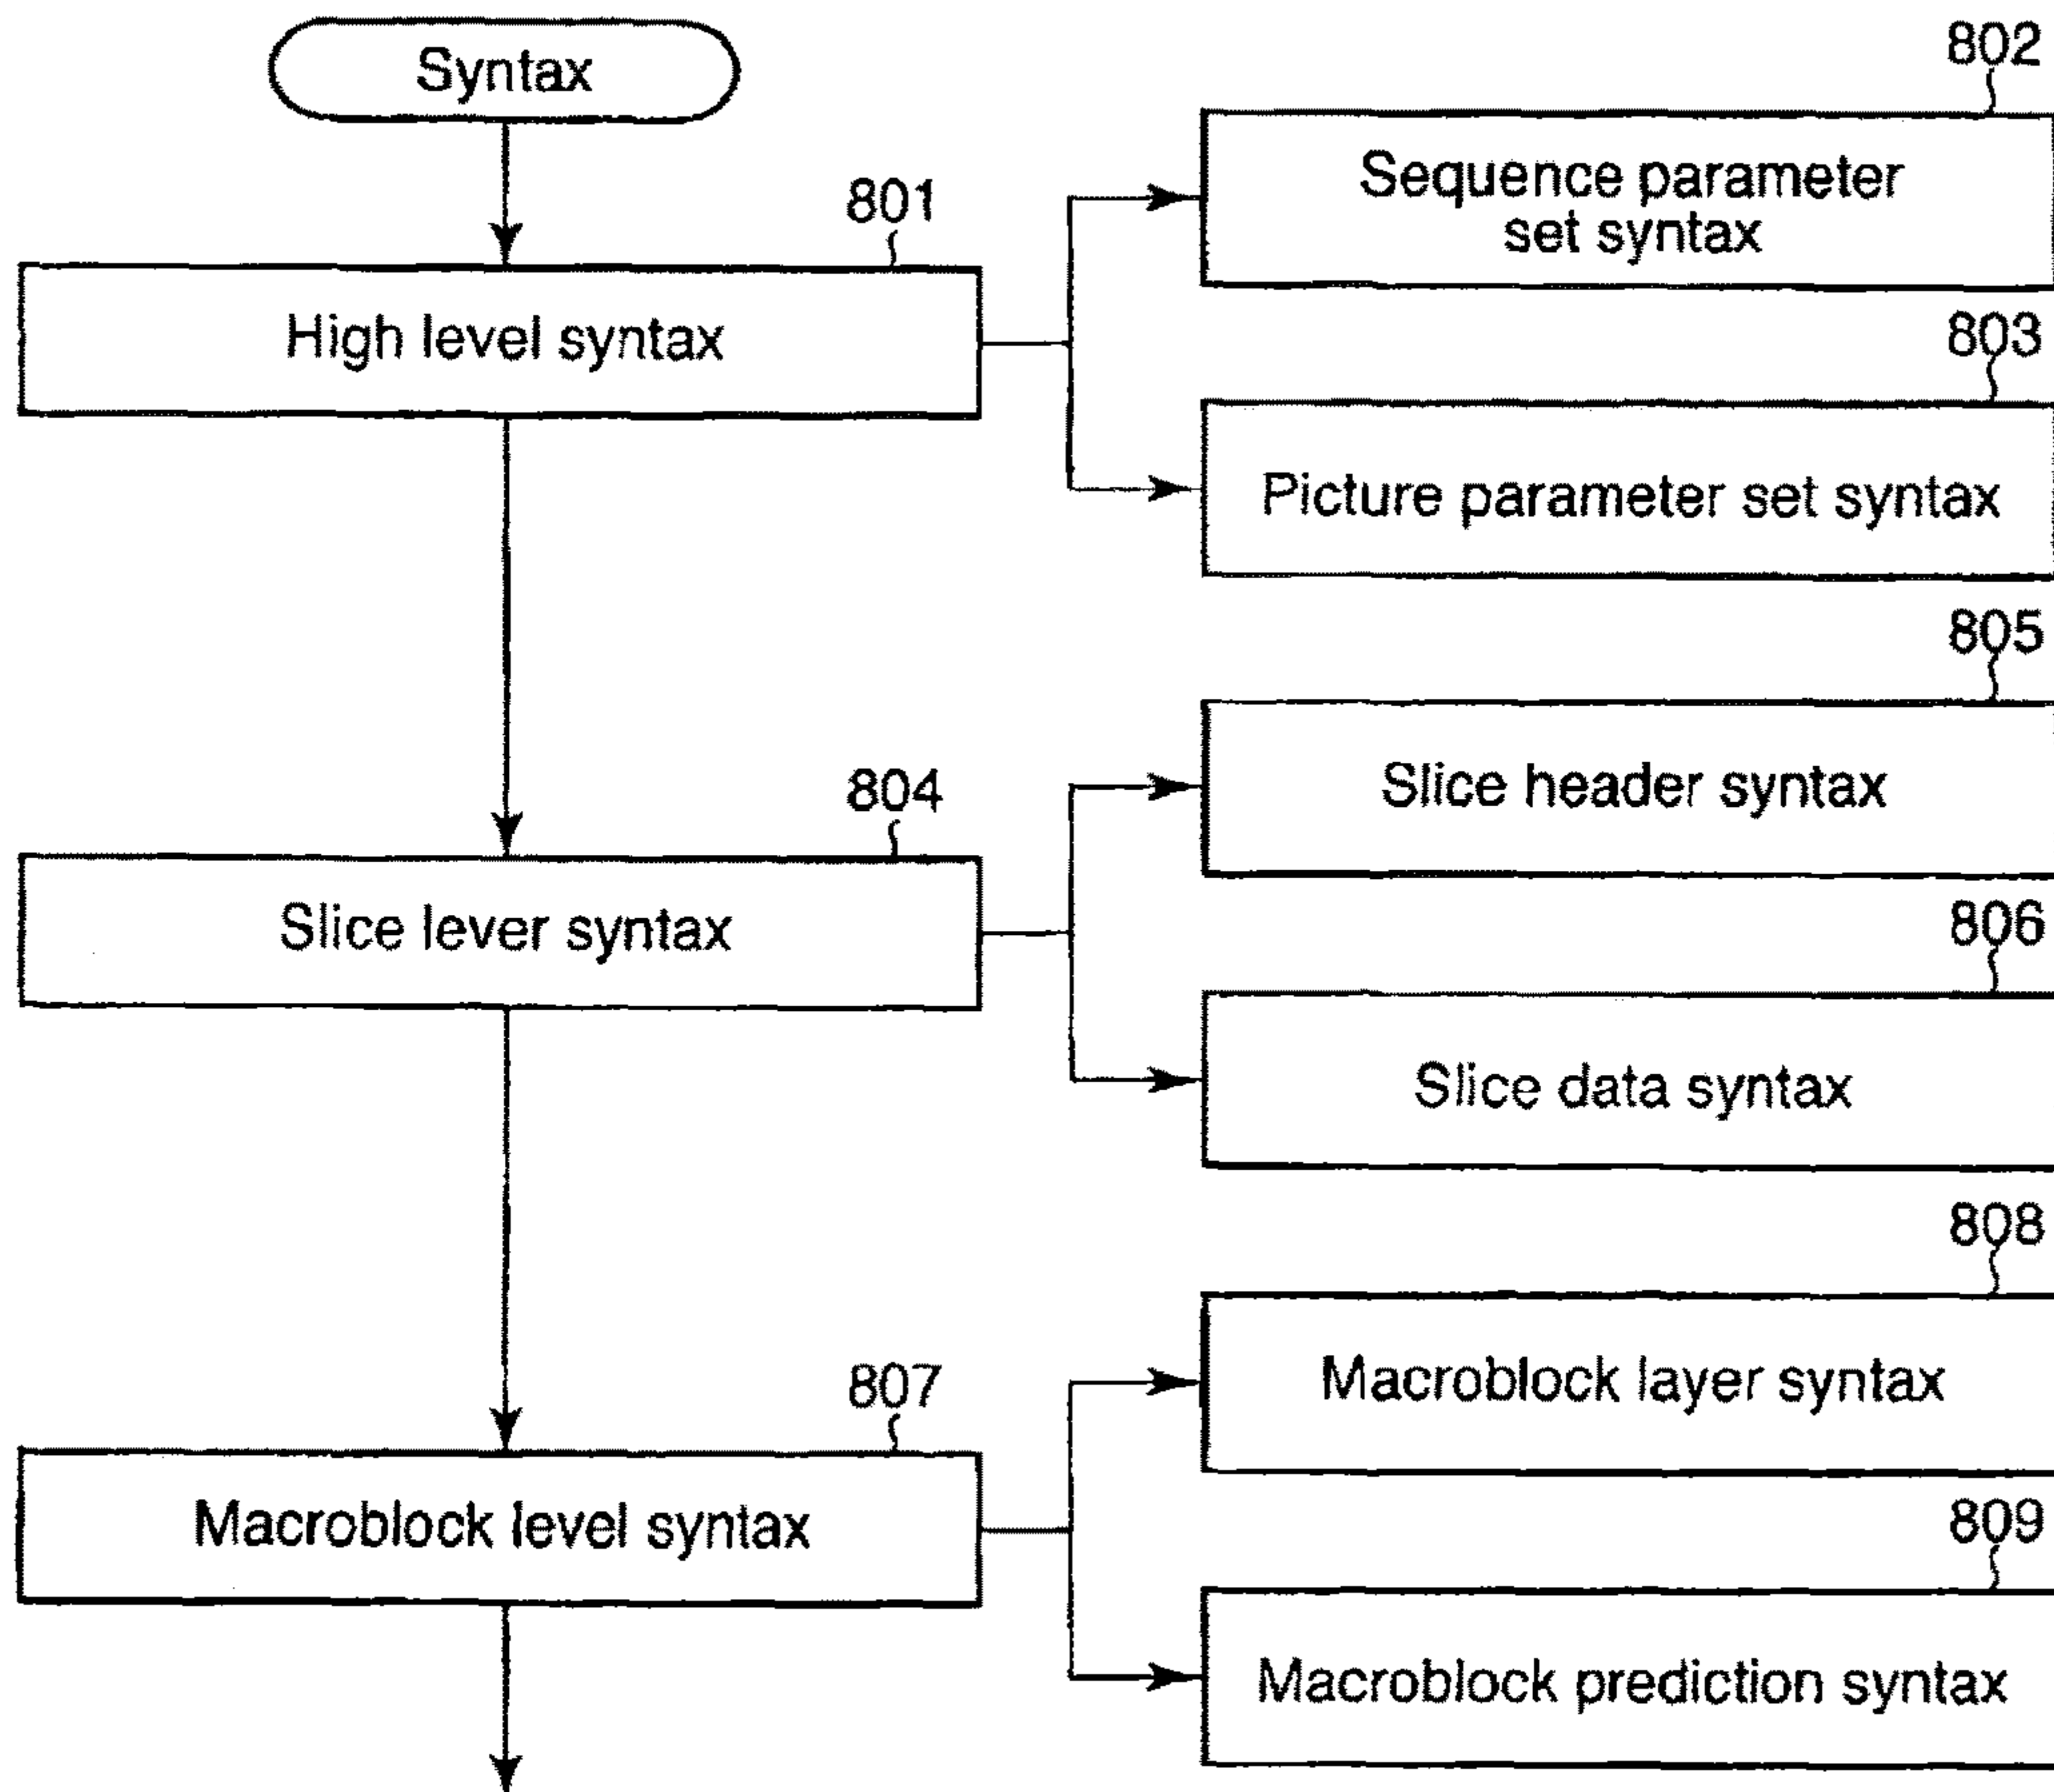 Syntax
802
Sequence parameter
set syntax
801
High level syntax
803
Picture parameter set syntax
805
Slice header syntax
804
Slice lever syntax
806
Slice data syntax
808
Macroblock layer syntax
807
Macroblock level syntax
809
Macroblock prediction syntax